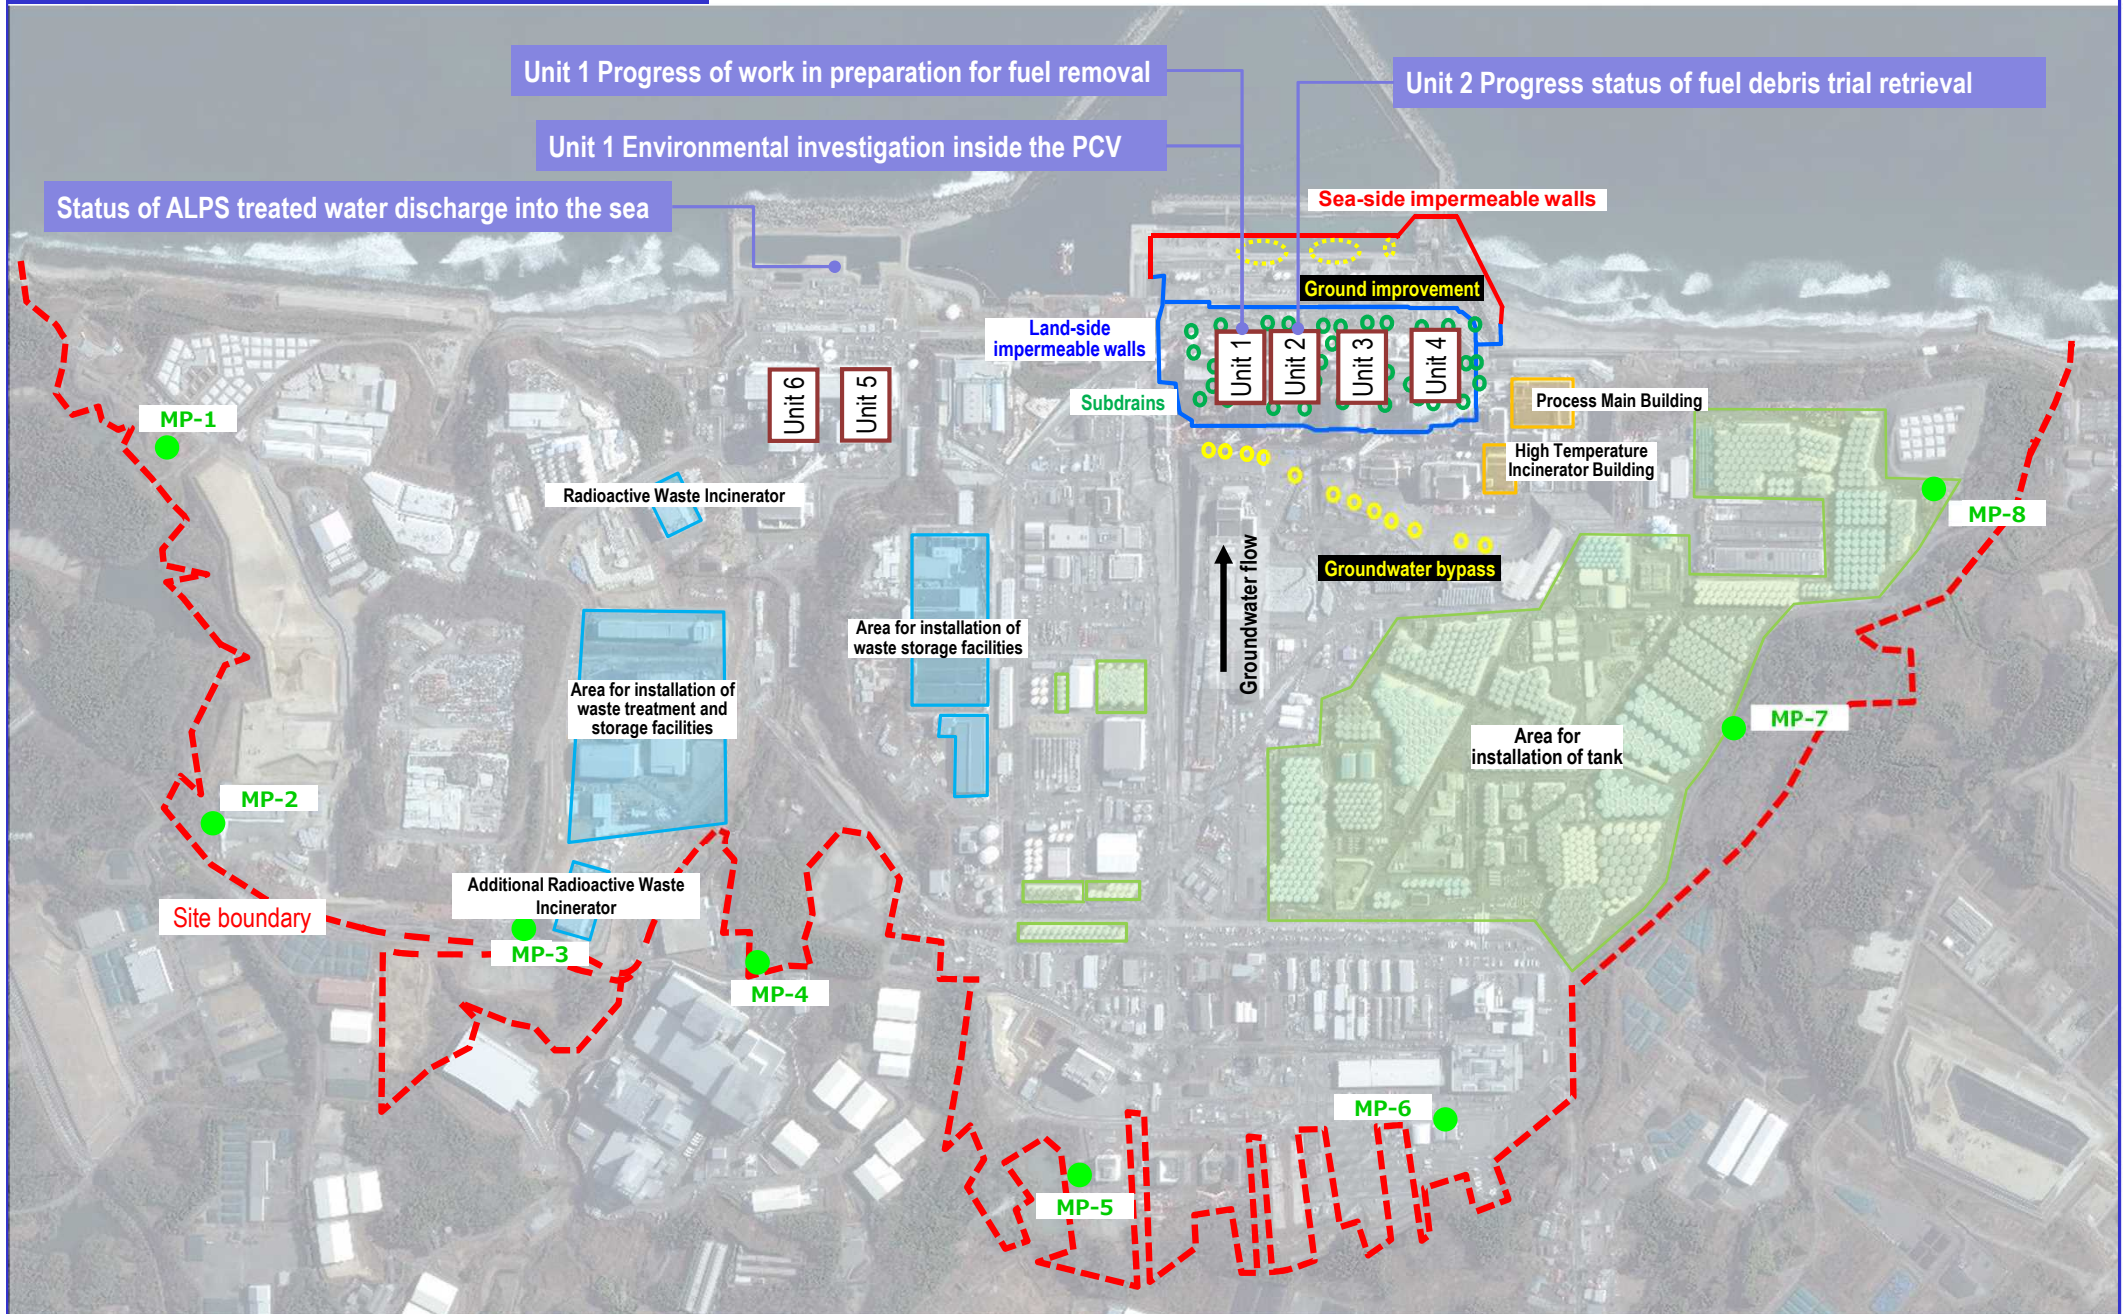 Unit 1 Progress of work in preparation for fuel removal
Unit 2 Progress status of fuel debris trial retrieval
Unit 1 Environmental investigation inside the PCV
Status of ALPS treated water discharge into the sea
Sea-side impermeable walls
Ground improvement
Land-side
impermeable walls
Unit 1
Unit 2
Unit 3
Unit 4
Unit 6
Unit 5
Subdrains
Process Main Building
MP-1
High Temperature
Incinerator Building
Radioactive Waste Incinerator
MP-8
Groundwater bypass
Groundwater flow
Area for installation of
waste storage facilities
Area for installation of
waste treatment and
storage facilities
MP-7
Area for
installation of tank
MP-2
Additional Radioactive Waste
Incinerator
Site boundary
MP-3
MP-4
MP-6
MP-5